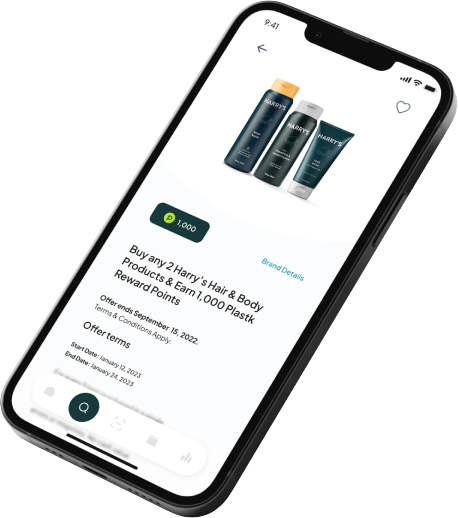 9:41
HARRY'S
HARRY'S
HARRY'S
P 1,000
Brand Details
Buy any 2 Harry's Hair & Body
Products & Earn 1,000 Plastk
Reward Points
Offer ends September 15, 2022.
Terms & Conditions Apply.
Offer terms
Start Date: January 12, 2023
End Date: January 24, 2023